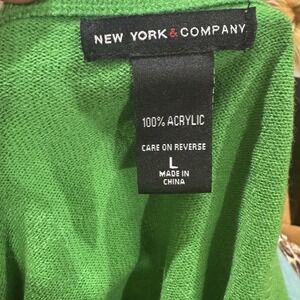 NEW YORK & COMPANY
100% ACRYLIC
CARE ON REVERSE
L
MADE IN
CHINA